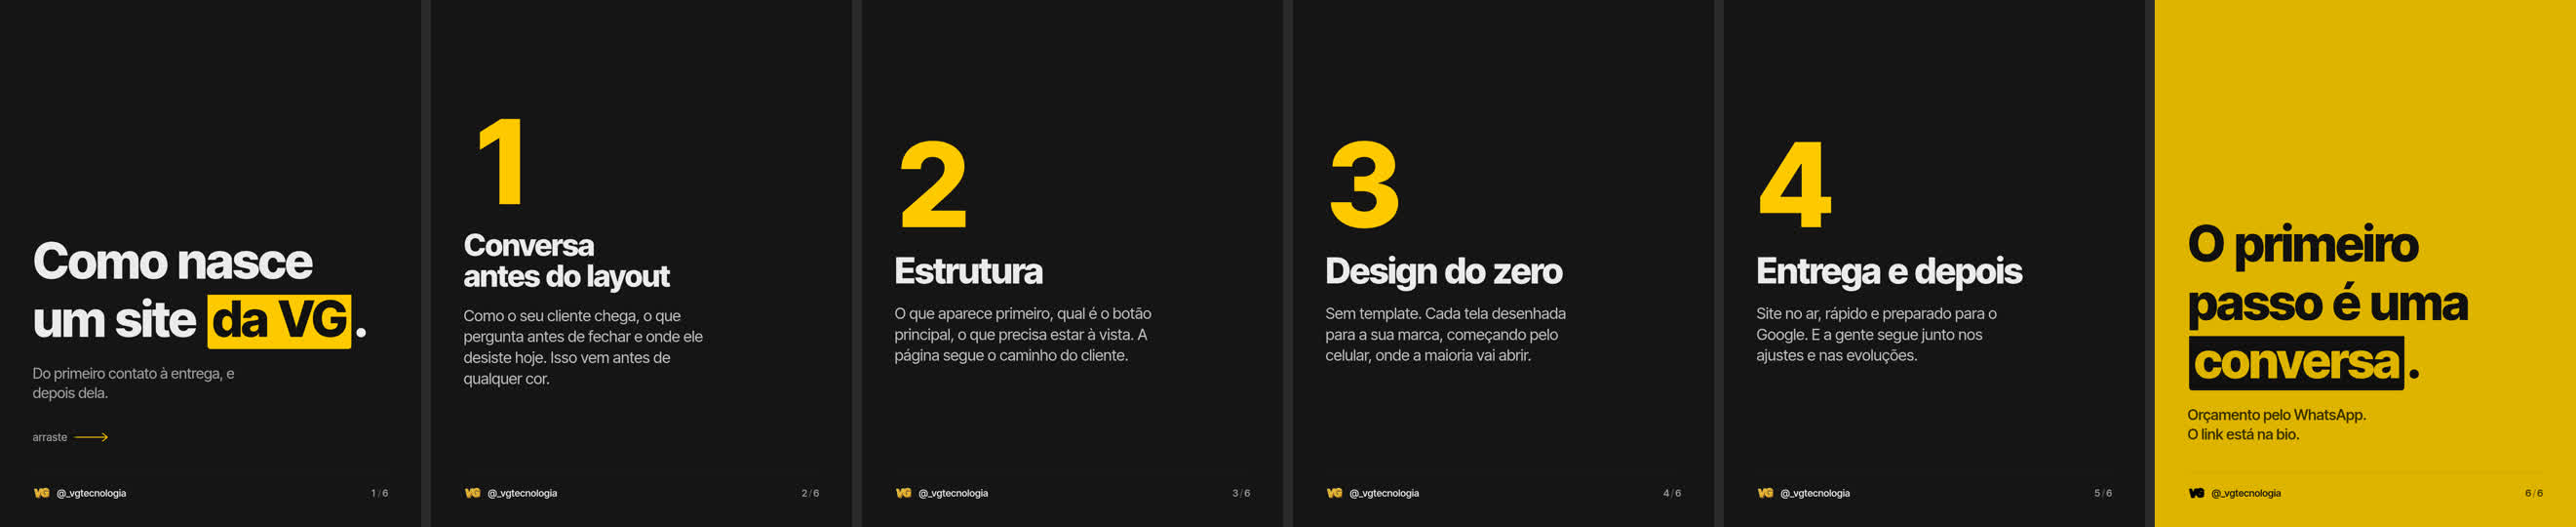 Como nasce
um site da VG.
Do primeiro contato à entrega, e
depois dela.
arraste
VG @_vgtecnologia 1/6
1
Conversa
antes do layout
Como o seu cliente chega, o que
pergunta antes de fechar e onde ele
desiste hoje. Isso vem antes de
qualquer cor.
VG @_vgtecnologia 2/6
2
Estrutura
O que aparece primeiro, qual é o botão
principal, o que precisa estar à vista. A
página segue o caminho do cliente.
VG @_vgtecnologia 3/6
3
Design do zero
Sem template. Cada tela desenhada
para a sua marca, começando pelo
celular, onde a maioria vai abrir.
VG @_vgtecnologia 4/6
4
Entrega e depois
Site no ar, rápido e preparado para o
Google. E a gente segue junto nos
ajustes e nas evoluções.
VG @_vgtecnologia 5/6
O primeiro
passo é uma
conversa.
Orçamento pelo WhatsApp.
O link está na bio.
VG @_vgtecnologia 6/6